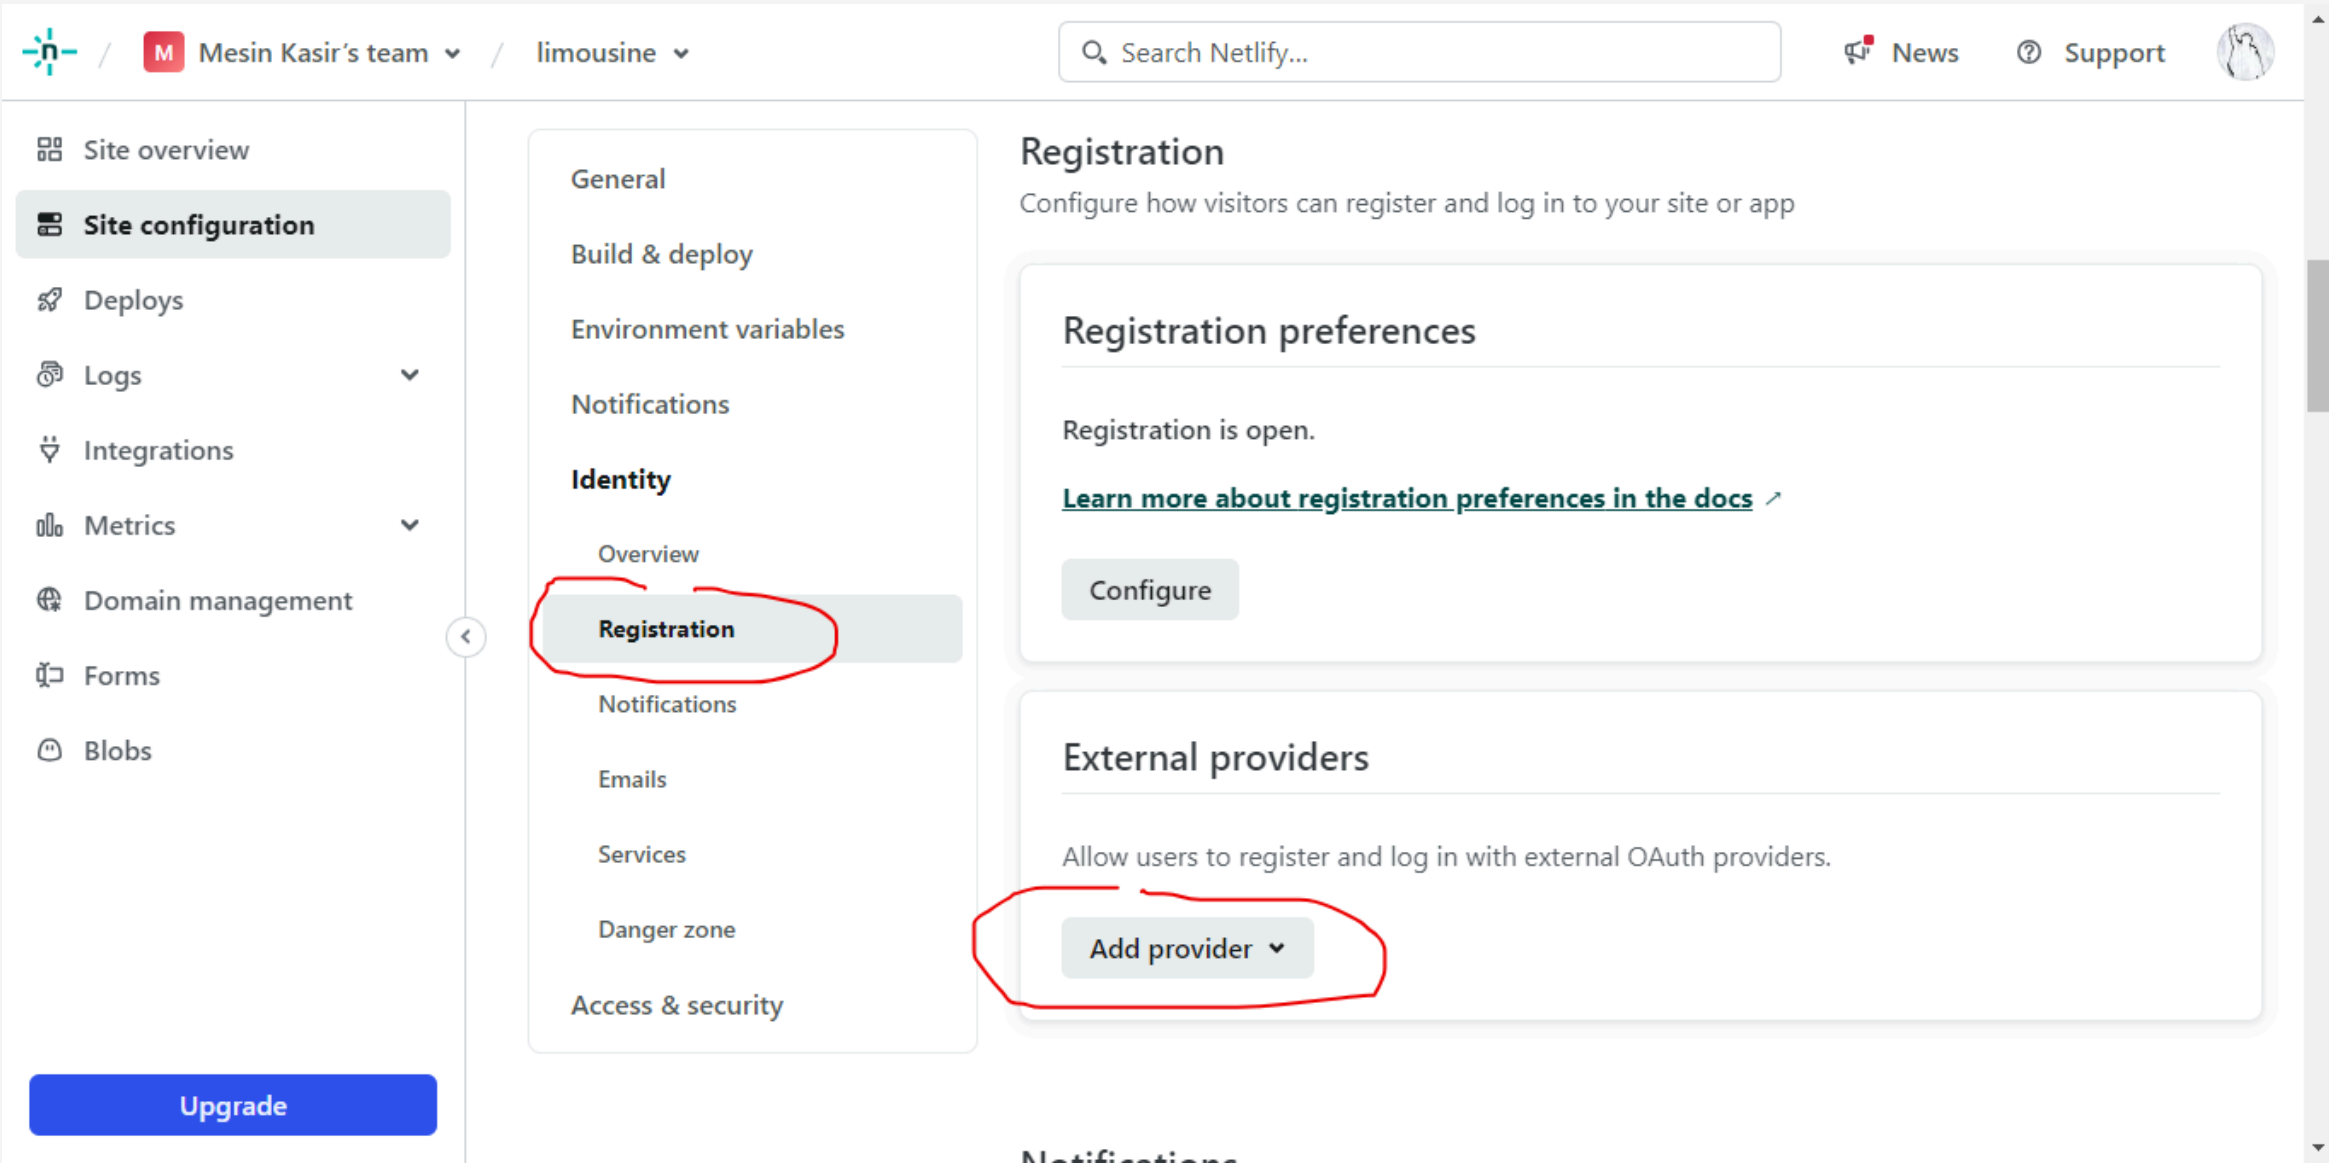 n / M Mesin Kasir's team / limousine Search Netlify... News Support
Site overview
Site configuration
Deploys
Logs
Integrations
Metrics
Domain management
Forms
Blobs
Upgrade
General
Build & deploy
Environment variables
Notifications
Identity
Overview
Registration
Notifications
Emails
Services
Danger zone
Access & security
Registration
Configure how visitors can register and log in to your site or app
Registration preferences
Registration is open.
Learn more about registration preferences in the docs
Configure
External providers
Allow users to register and log in with external OAuth providers.
Add provider
Notifications